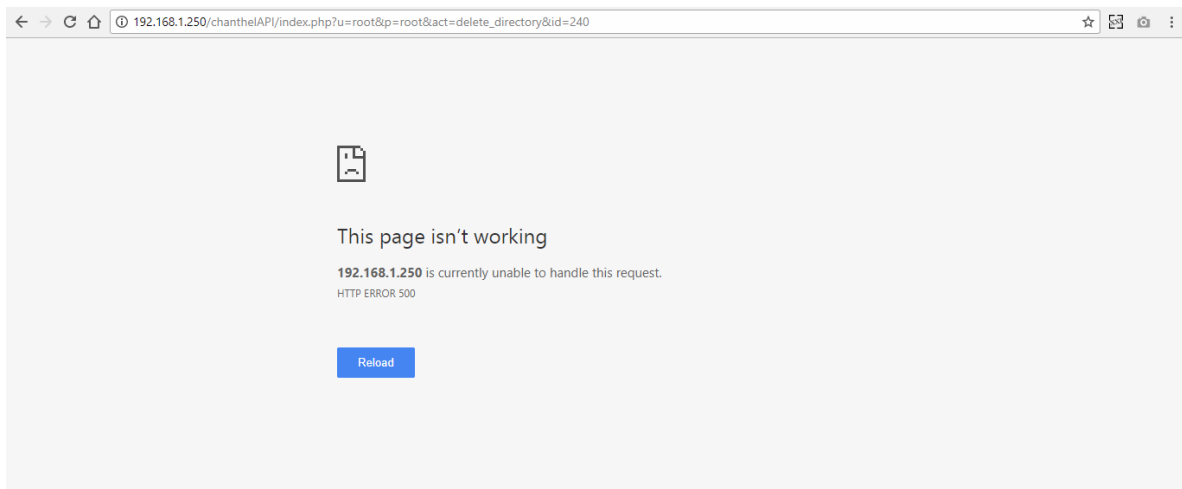 192.168.1.250/chanthelAPI/index.php?u=root&p=root&act=delete_directory&id=240
This page isn't working
192.168.1.250 is currently unable to handle this request.
HTTP ERROR 500
Reload